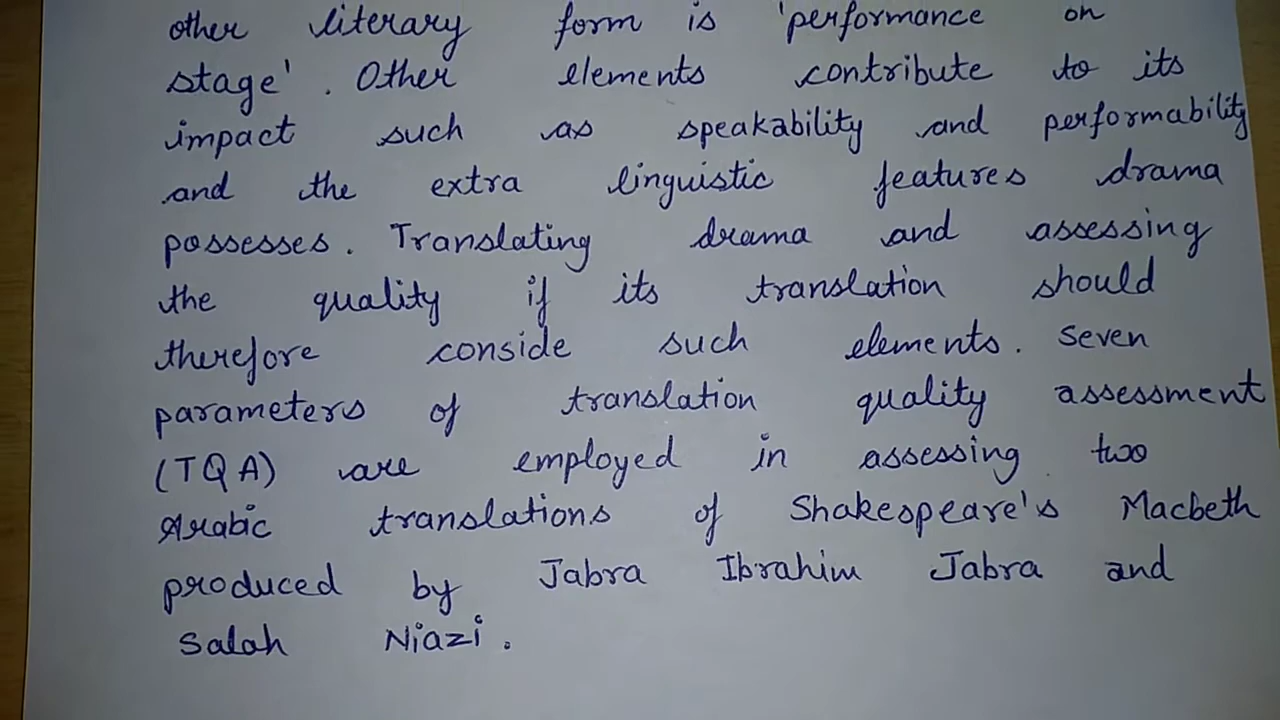 other literary form is 'performance on
stage'. Other elements contribute to its
impact such as speakability and performability
and the extra linguistic features drama
possesses. Translating drama and assessing
the quality if its translation should
therefore conside such elements. Seven
parameters of translation quality assessment
(TQA) are employed in assessing two
Arabic translations of Shakespeare's Macbeth
produced by Jabra Ibrahim Jabra and
Salah Niazi.